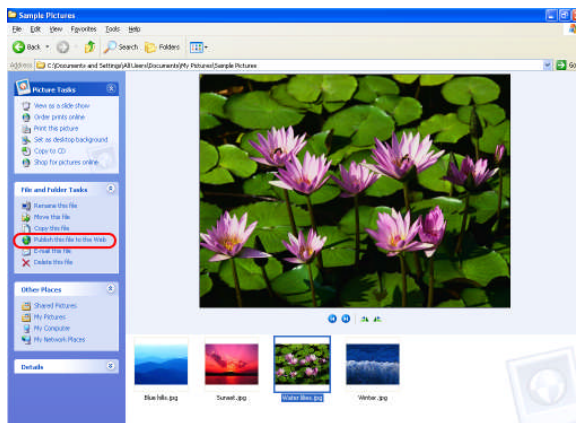 Sample Pictures
File Edit View Favorites Tools Help
Back Search Folders
Address C:\Documents and Settings\All Users\Documents\My Pictures\Sample Pictures Go
Picture Tasks
View as a slide show
Order prints online
Print this picture
Set as desktop background
Copy to CD
Shop for pictures online
File and Folder Tasks
Rename this file
Move this file
Copy this file
Publish this file to the Web
E-mail this file
Delete this file
Other Places
Shared Pictures
My Pictures
My Computer
My Network Places
Details
Blue hills.jpg Sunset.jpg Water lilies.jpg Winter.jpg